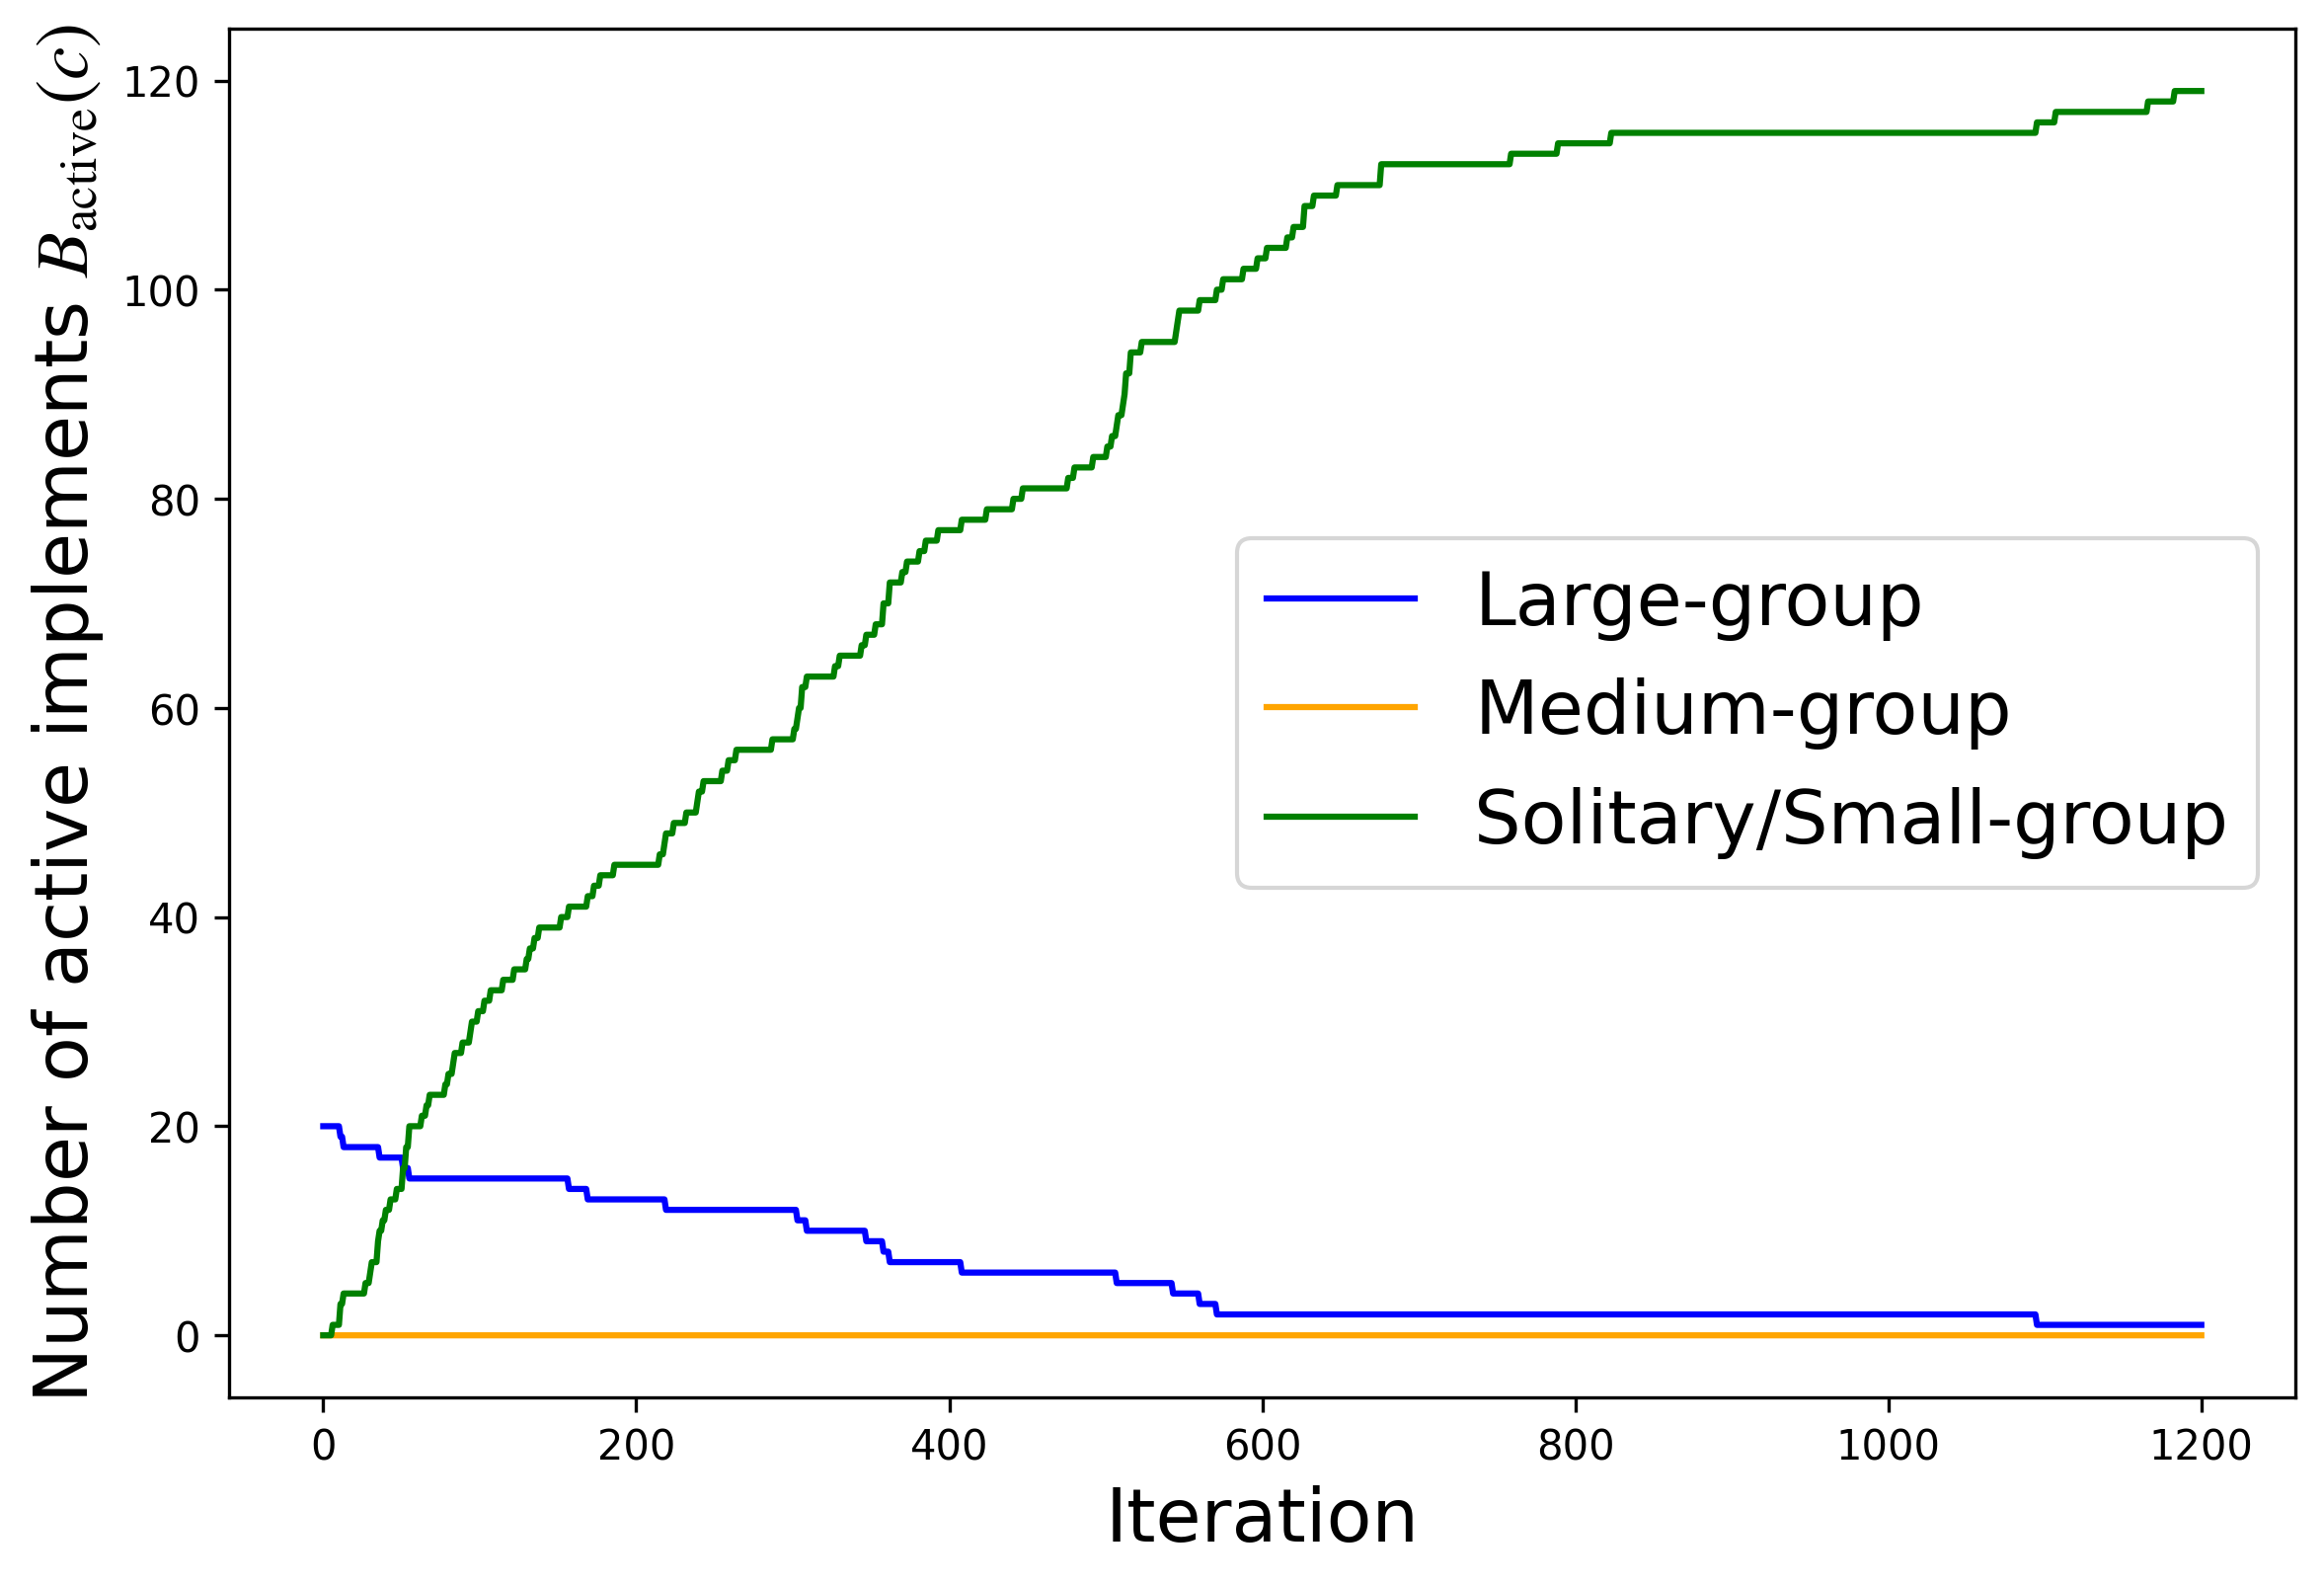 Number of active implements B_active(c)
120
100
80
60
40
20
0
Large-group
Medium-group
Solitary/Small-group
0 200 400 600 800 1000 1200
Iteration